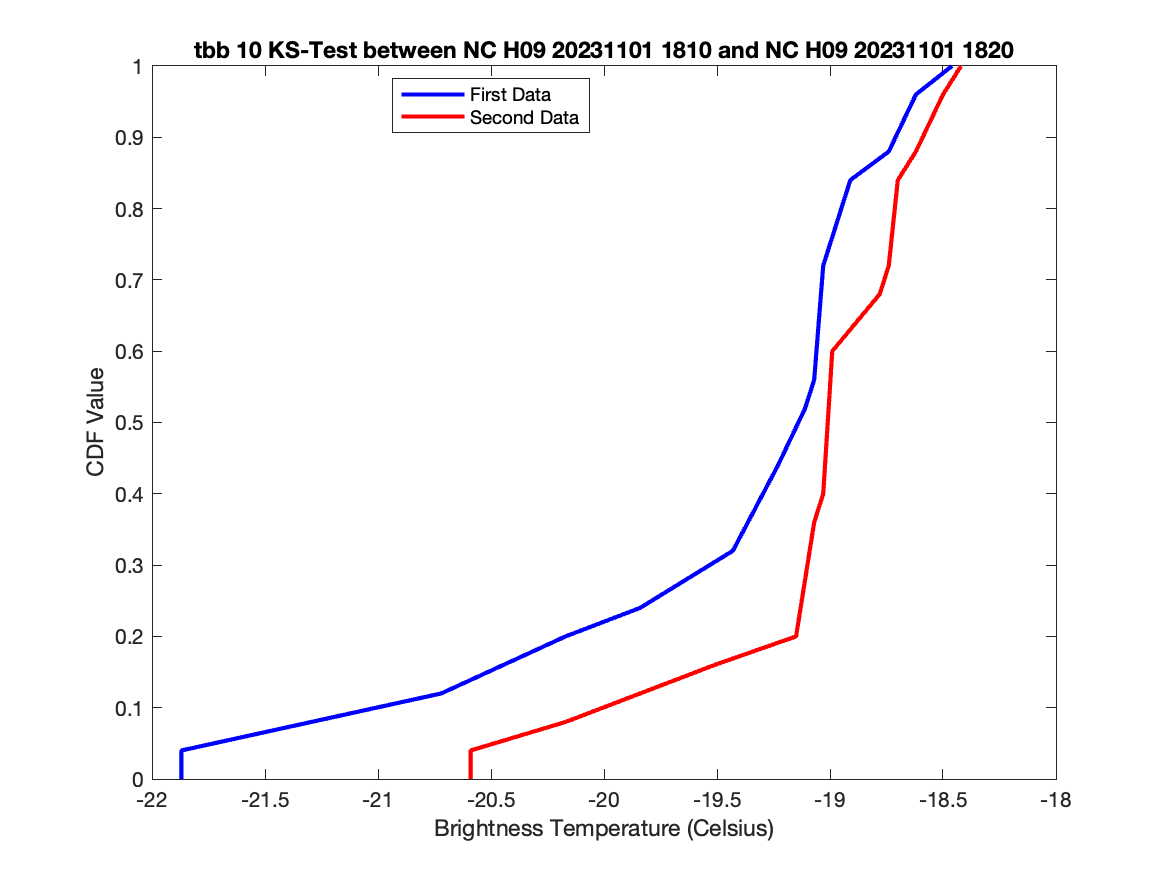 tbb 10 KS-Test between NC H09 20231101 1810 and NC H09 20231101 1820
First Data
Second Data
1
0.9
0.8
0.7
0.6
0.5
0.4
0.3
0.2
0.1
0
CDF Value
-22 -21.5 -21 -20.5 -20 -19.5 -19 -18.5 -18
Brightness Temperature (Celsius)